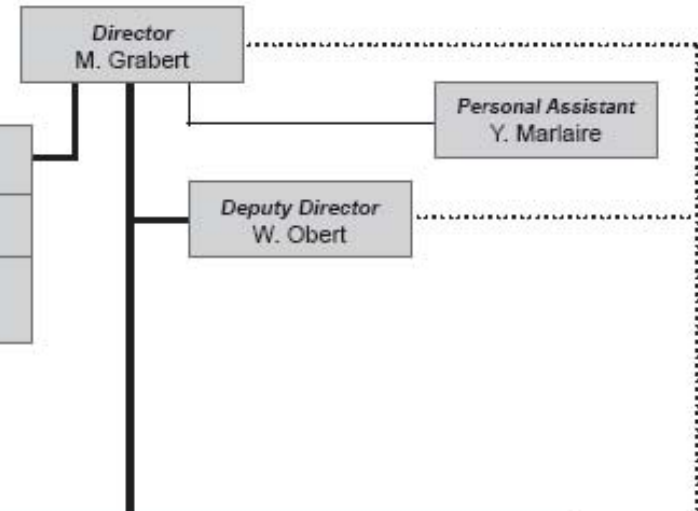 Director
M. Grabert
Personal Assistant
Y. Marlaire
Deputy Director
W. Obert